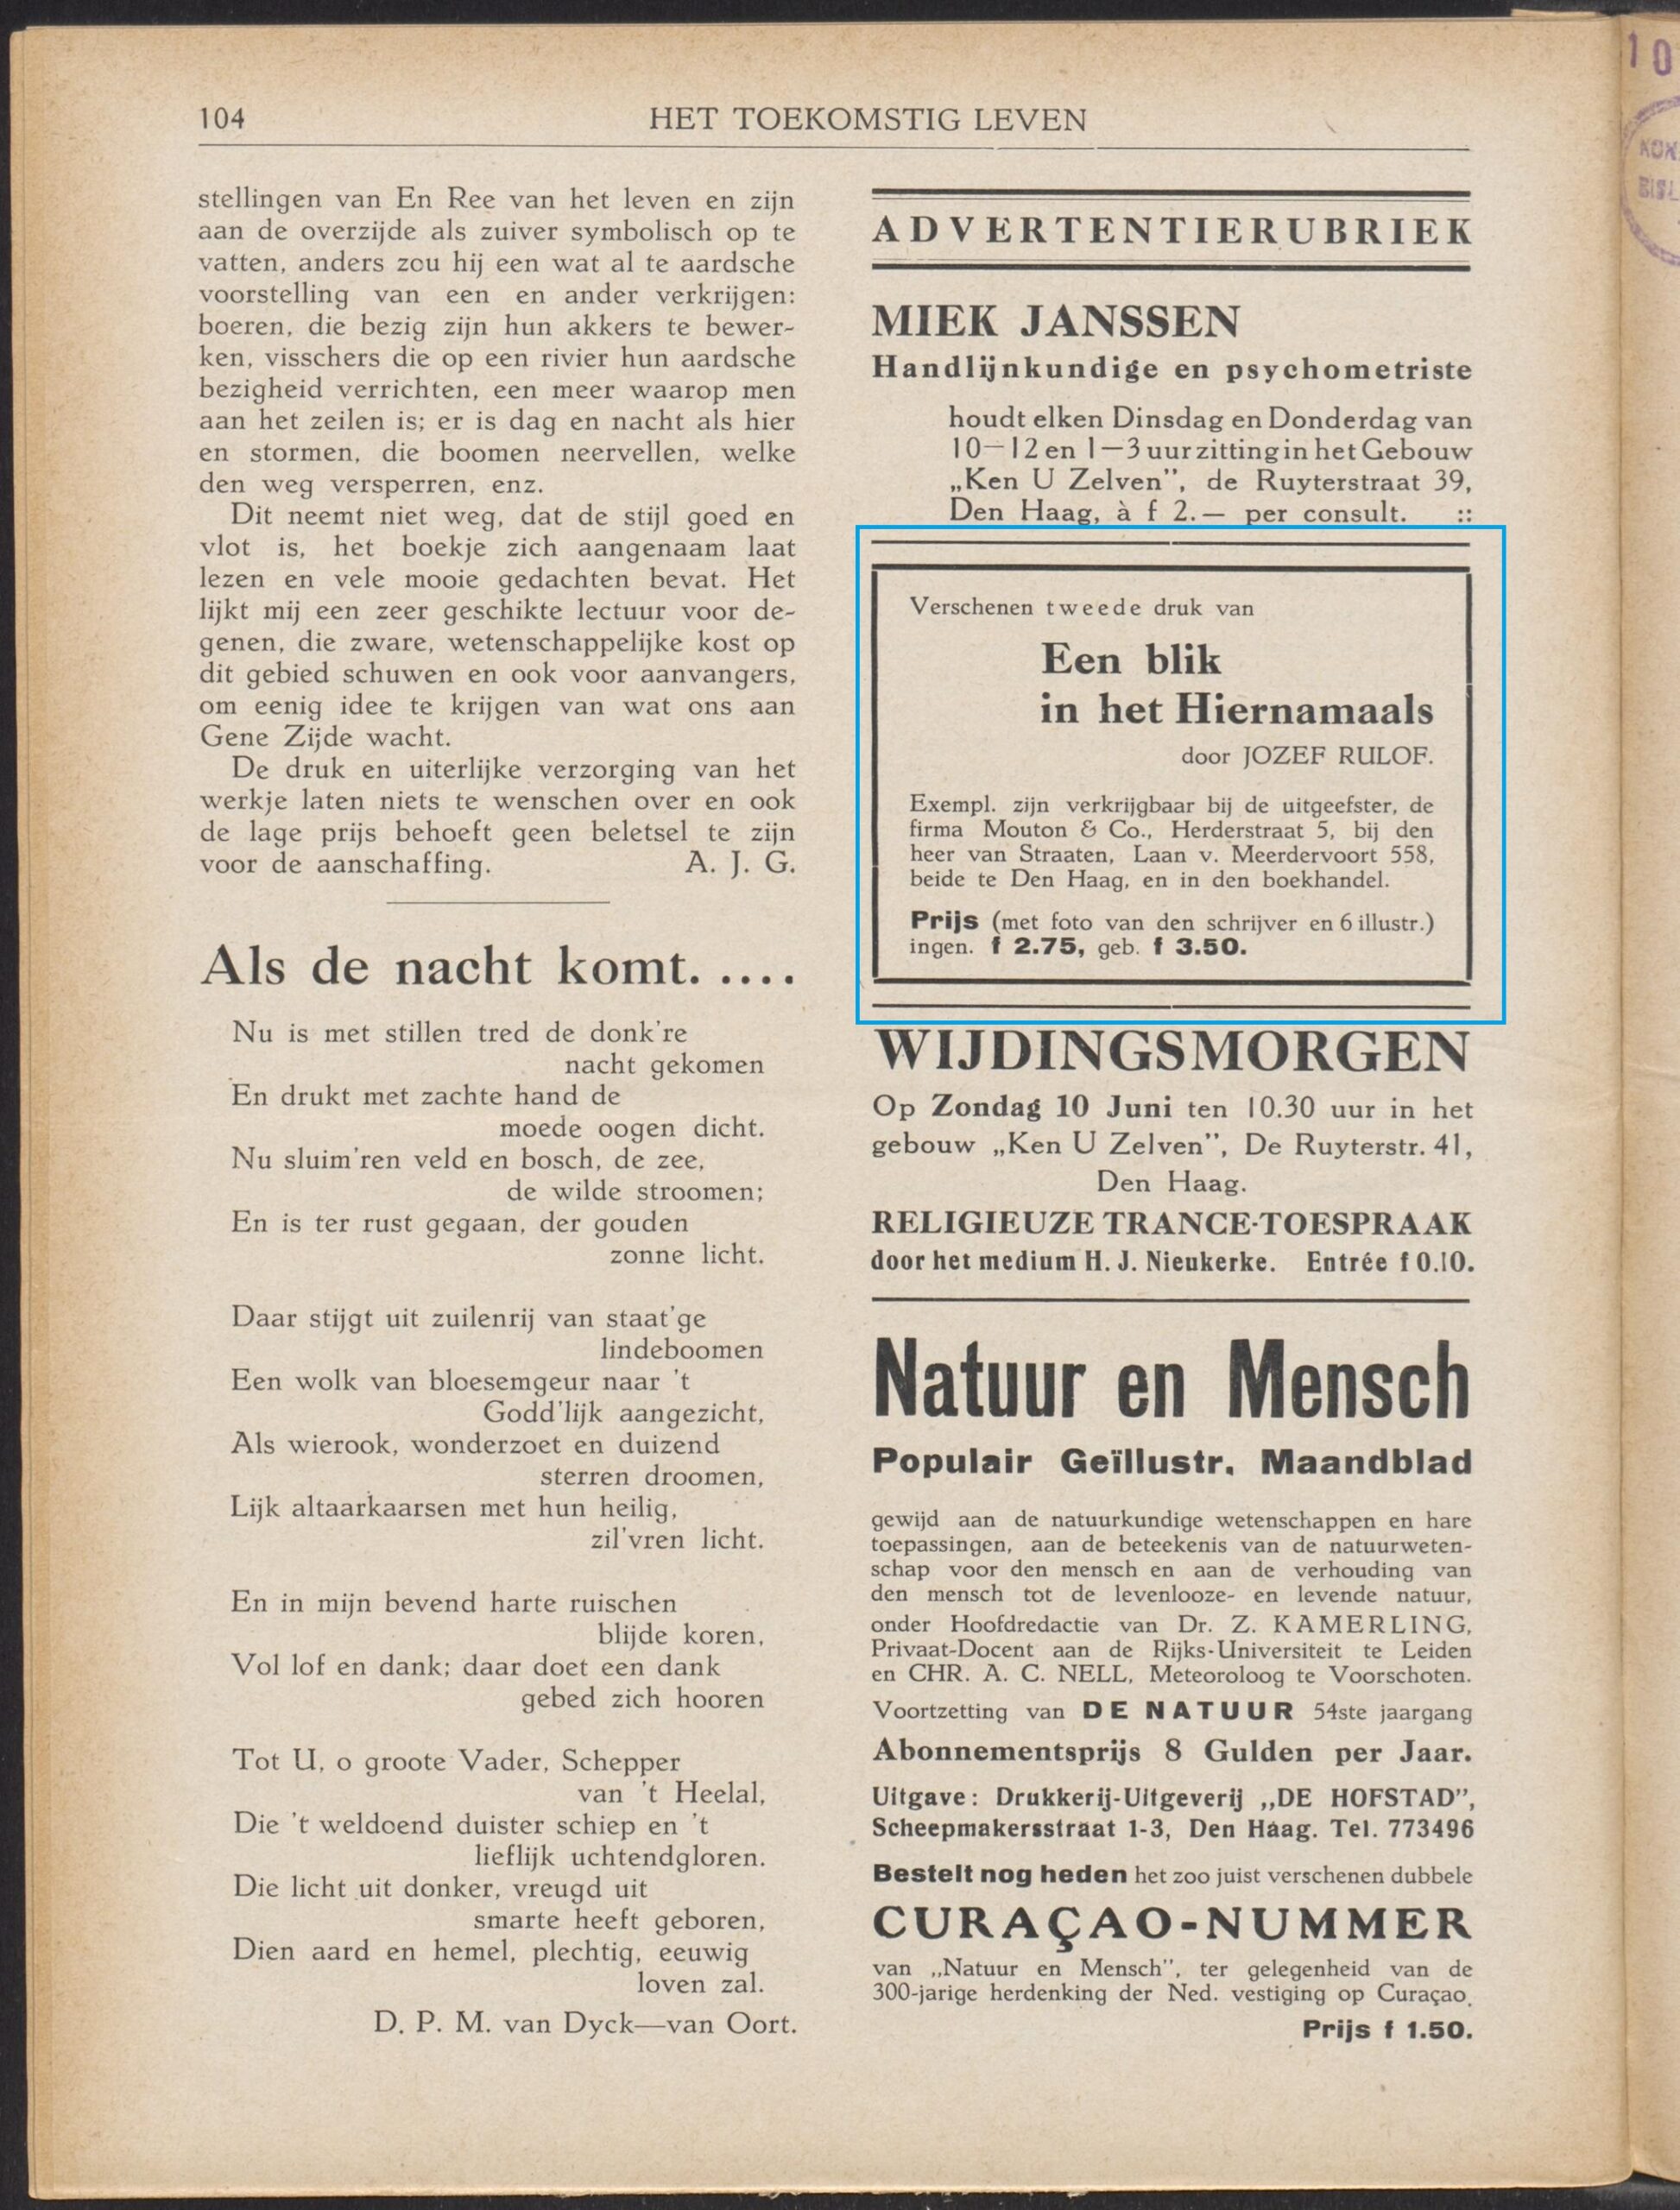 104
HET TOEKOMSTIG LEVEN
stellingen van En Ree van het leven en zijn
aan de overzijde als zuiver symbolisch op te
vatten, anders zou hij een wat al te aardsche
voorstelling van een en ander verkrijgen:
boeren, die bezig zijn hun akkers te bewer-
ken, visschers die op een rivier hun aardsche
bezigheid verrichten, een meer waarop men
aan het zeilen is; er is dag en nacht als hier
en stormen, die boomen neervellen, welke
den weg versperren, enz.
Dit neemt niet weg, dat de stijl goed en
vlot is, het boekje zich aangenaam laat
lezen en vele mooie gedachten bevat. Het
lijkt mij een zeer geschikte lectuur voor de-
genen, die zware, wetenschappelijke kost op
dit gebied schuwen en ook voor aanvangers,
om eenig idee te krijgen van wat ons aan
Gene Zijde wacht.
De druk en uiterlijke verzorging van het
werkje laten niets te wenschen over en ook
de lage prijs behoeft geen beletsel te zijn
voor de aanschaffing. A. J. G.
Als de nacht komt. ....
Nu is met stillen tred de donk're
nacht gekomen
En drukt met zachte hand de
moede oogen dicht.
Nu sluim'ren veld en bosch, de zee,
de wilde stroomen;
En is ter rust gegaan, der gouden
zonne licht.
Daar stijgt uit zuilenrij van staat'ge
lindeboomen
Een wolk van bloesemgeur naar 't
Godd'lijk aangezicht,
Als wierook, wonderzoet en duizend
sterren droomen,
Lijk altaarkaarsen met hun heilig,
zil'vren licht.
En in mijn bevend harte ruischen
blijde koren,
Vol lof en dank; daar doet een dank
gebed zich hooren
Tot U, o groote Vader, Schepper
van 't Heelal,
Die 't weldoend duister schiep en 't
lieflijk uchtendgloren.
Die licht uit donker, vreugd uit
smarte heeft geboren,
Dien aard en hemel, plechtig, eeuwig
loven zal.
D. P. M. van Dyck—van Oort.
ADVERTENTIERUBRIEK
MIEK JANSSEN
Handlijnkundige en psychometriste
houdt elken Dinsdag en Donderdag van
10—12 en 1—3 uur zitting in het Gebouw
„Ken U Zelven", de Ruyterstraat 39,
Den Haag, à f 2.— per consult. ::
Verschenen tweede druk van
Een blik
in het Hiernamaals
door JOZEF RULOF.
Exempl. zijn verkrijgbaar bij de uitgeefster, de
firma Mouton & Co., Herderstraat 5, bij den
heer van Straaten, Laan v. Meerdervoort 558,
beide te Den Haag, en in den boekhandel.
Prijs (met foto van den schrijver en 6 illustr.)
ingen. f 2.75, geb. f 3.50.
WIJDINGSMORGEN
Op Zondag 10 Juni ten 10.30 uur in het
gebouw „Ken U Zelven", De Ruyterstr. 41,
Den Haag.
RELIGIEUZE TRANCE-TOESPRAAK
door het medium H. J. Nieukerke. Entrée f 0.10.
Natuur en Mensch
Populair Geïllustr. Maandblad
gewijd aan de natuurkundige wetenschappen en hare
toepassingen, aan de beteekenis van de natuurweten-
schap voor den mensch en aan de verhouding van
den mensch tot de levenlooze- en levende natuur,
onder Hoofdredactie van Dr. Z. KAMERLING,
Privaat-Docent aan de Rijks-Universiteit te Leiden
en CHR. A. C. NELL, Meteoroloog te Voorschoten.
Voortzetting van DE NATUUR 54ste jaargang
Abonnementsprijs 8 Gulden per Jaar.
Uitgave: Drukkerij-Uitgeverij „DE HOFSTAD",
Scheepmakersstraat 1-3, Den Haag. Tel. 773496
Bestelt nog heden het zoo juist verschenen dubbele
CURAÇAO-NUMMER
van „Natuur en Mensch", ter gelegenheid van de
300-jarige herdenking der Ned. vestiging op Curaçao.
Prijs f 1.50.